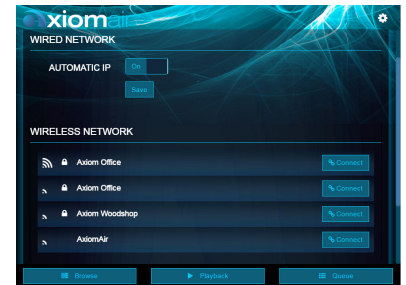 axiomair
WIRED NETWORK
AUTOMATIC IP On
Save
WIRELESS NETWORK
Axiom Office Connect
Axiom Office Connect
Axiom Woodshop Connect
AxiomAir Connect
Browse Playback Queue